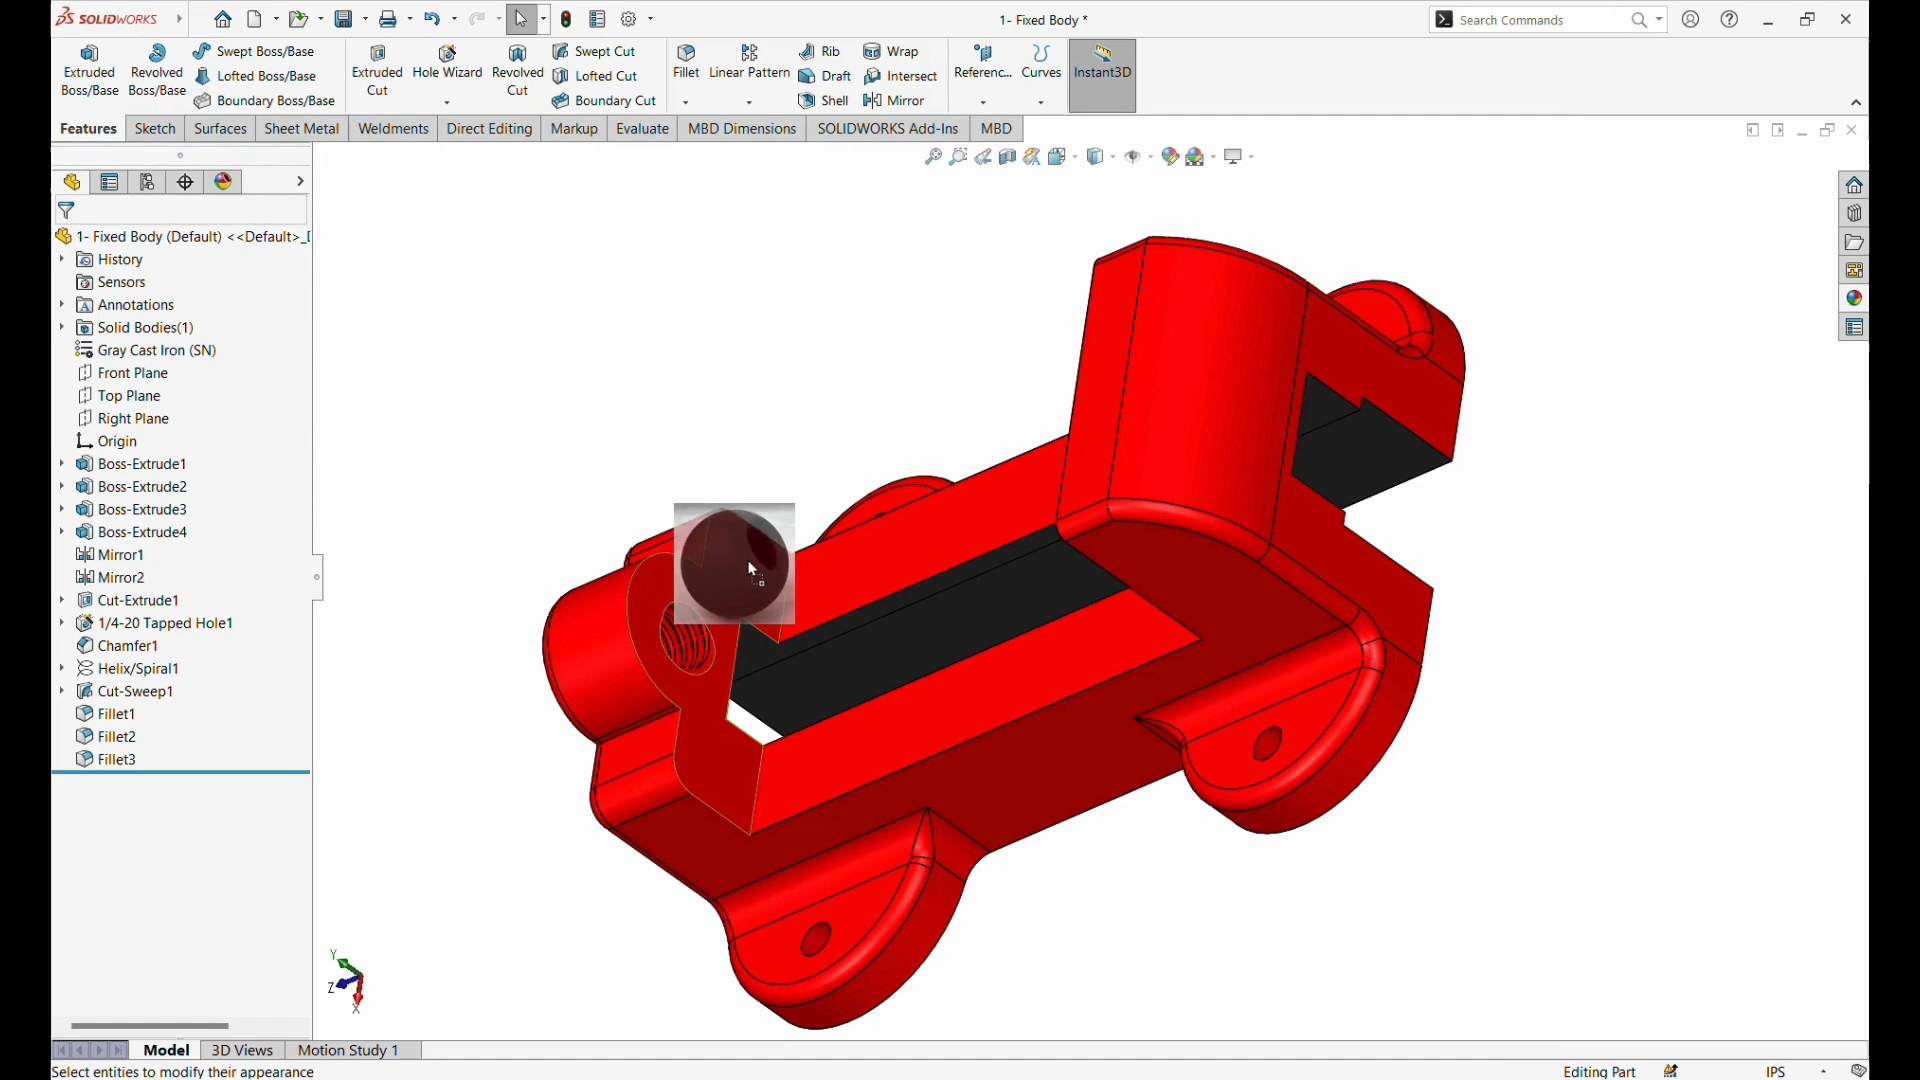 SOLIDWORKS
1- Fixed Body *
Search Commands
Extruded Boss/Base
Revolved Boss/Base
Swept Boss/Base
Lofted Boss/Base
Boundary Boss/Base
Extruded Cut
Hole Wizard
Revolved Cut
Swept Cut
Lofted Cut
Boundary Cut
Fillet
Linear Pattern
Rib
Draft
Shell
Wrap
Intersect
Mirror
Referenc...
Curves
Instant3D
Features
Sketch
Surfaces
Sheet Metal
Weldments
Direct Editing
Markup
Evaluate
MBD Dimensions
SOLIDWORKS Add-Ins
MBD
1- Fixed Body (Default) <<Default>_
History
Sensors
Annotations
Solid Bodies(1)
Gray Cast Iron (SN)
Front Plane
Top Plane
Right Plane
Origin
Boss-Extrude1
Boss-Extrude2
Boss-Extrude3
Boss-Extrude4
Mirror1
Mirror2
Cut-Extrude1
1/4-20 Tapped Hole1
Chamfer1
Helix/Spiral1
Cut-Sweep1
Fillet1
Fillet2
Fillet3
Y
Z
X
Model
3D Views
Motion Study 1
Select entities to modify their appearance
Editing Part
IPS